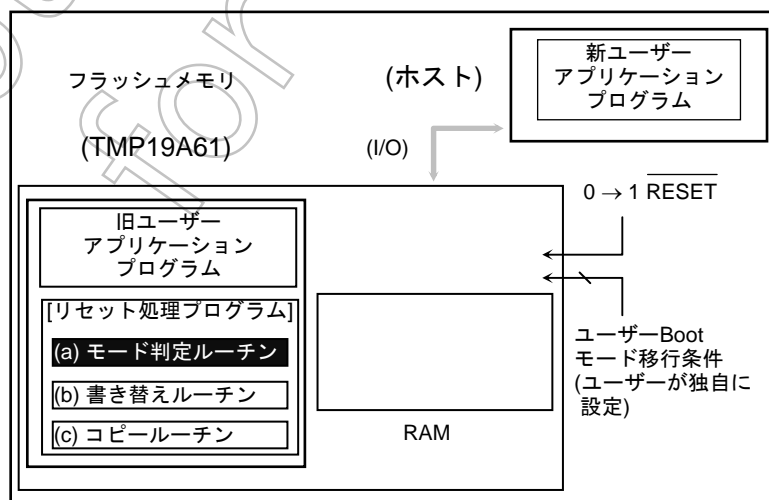 新ユーザー
アプリケーション
プログラム
(ホスト)
フラッシュメモリ
(TMP19A61)
(I/O)
0 → 1 RESET
旧ユーザー
アプリケーション
プログラム
[リセット処理プログラム]
(a) モード判定ルーチン
(b) 書き替えルーチン
(c) コピールーチン
RAM
ユーザーBoot
モード移行条件
(ユーザーが独自に
設定)
for